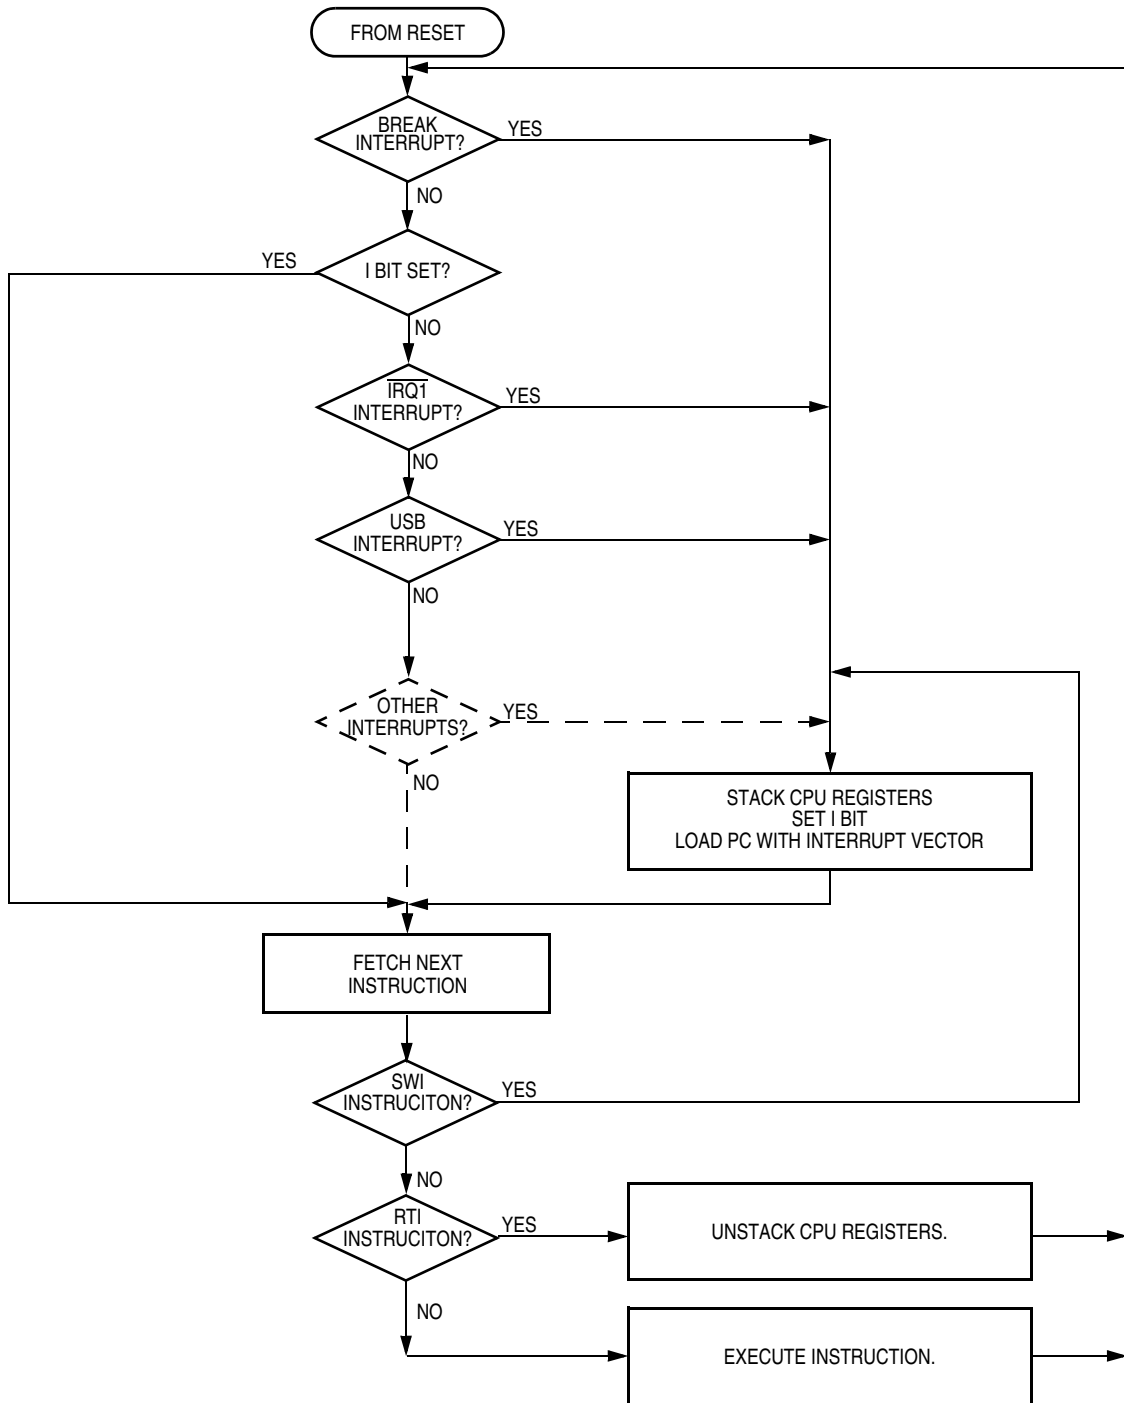 FROM RESET
BREAK
INTERRUPT?
YES
NO
YES
I BIT SET?
NO
IRQ1
INTERRUPT?
YES
NO
USB
INTERRUPT?
YES
NO
OTHER
INTERRUPTS?
YES
NO
STACK CPU REGISTERS
SET I BIT
LOAD PC WITH INTERRUPT VECTOR
FETCH NEXT
INSTRUCTION
SWI
INSTRUCITON?
YES
NO
RTI
INSTRUCITON?
YES
UNSTACK CPU REGISTERS.
NO
EXECUTE INSTRUCTION.